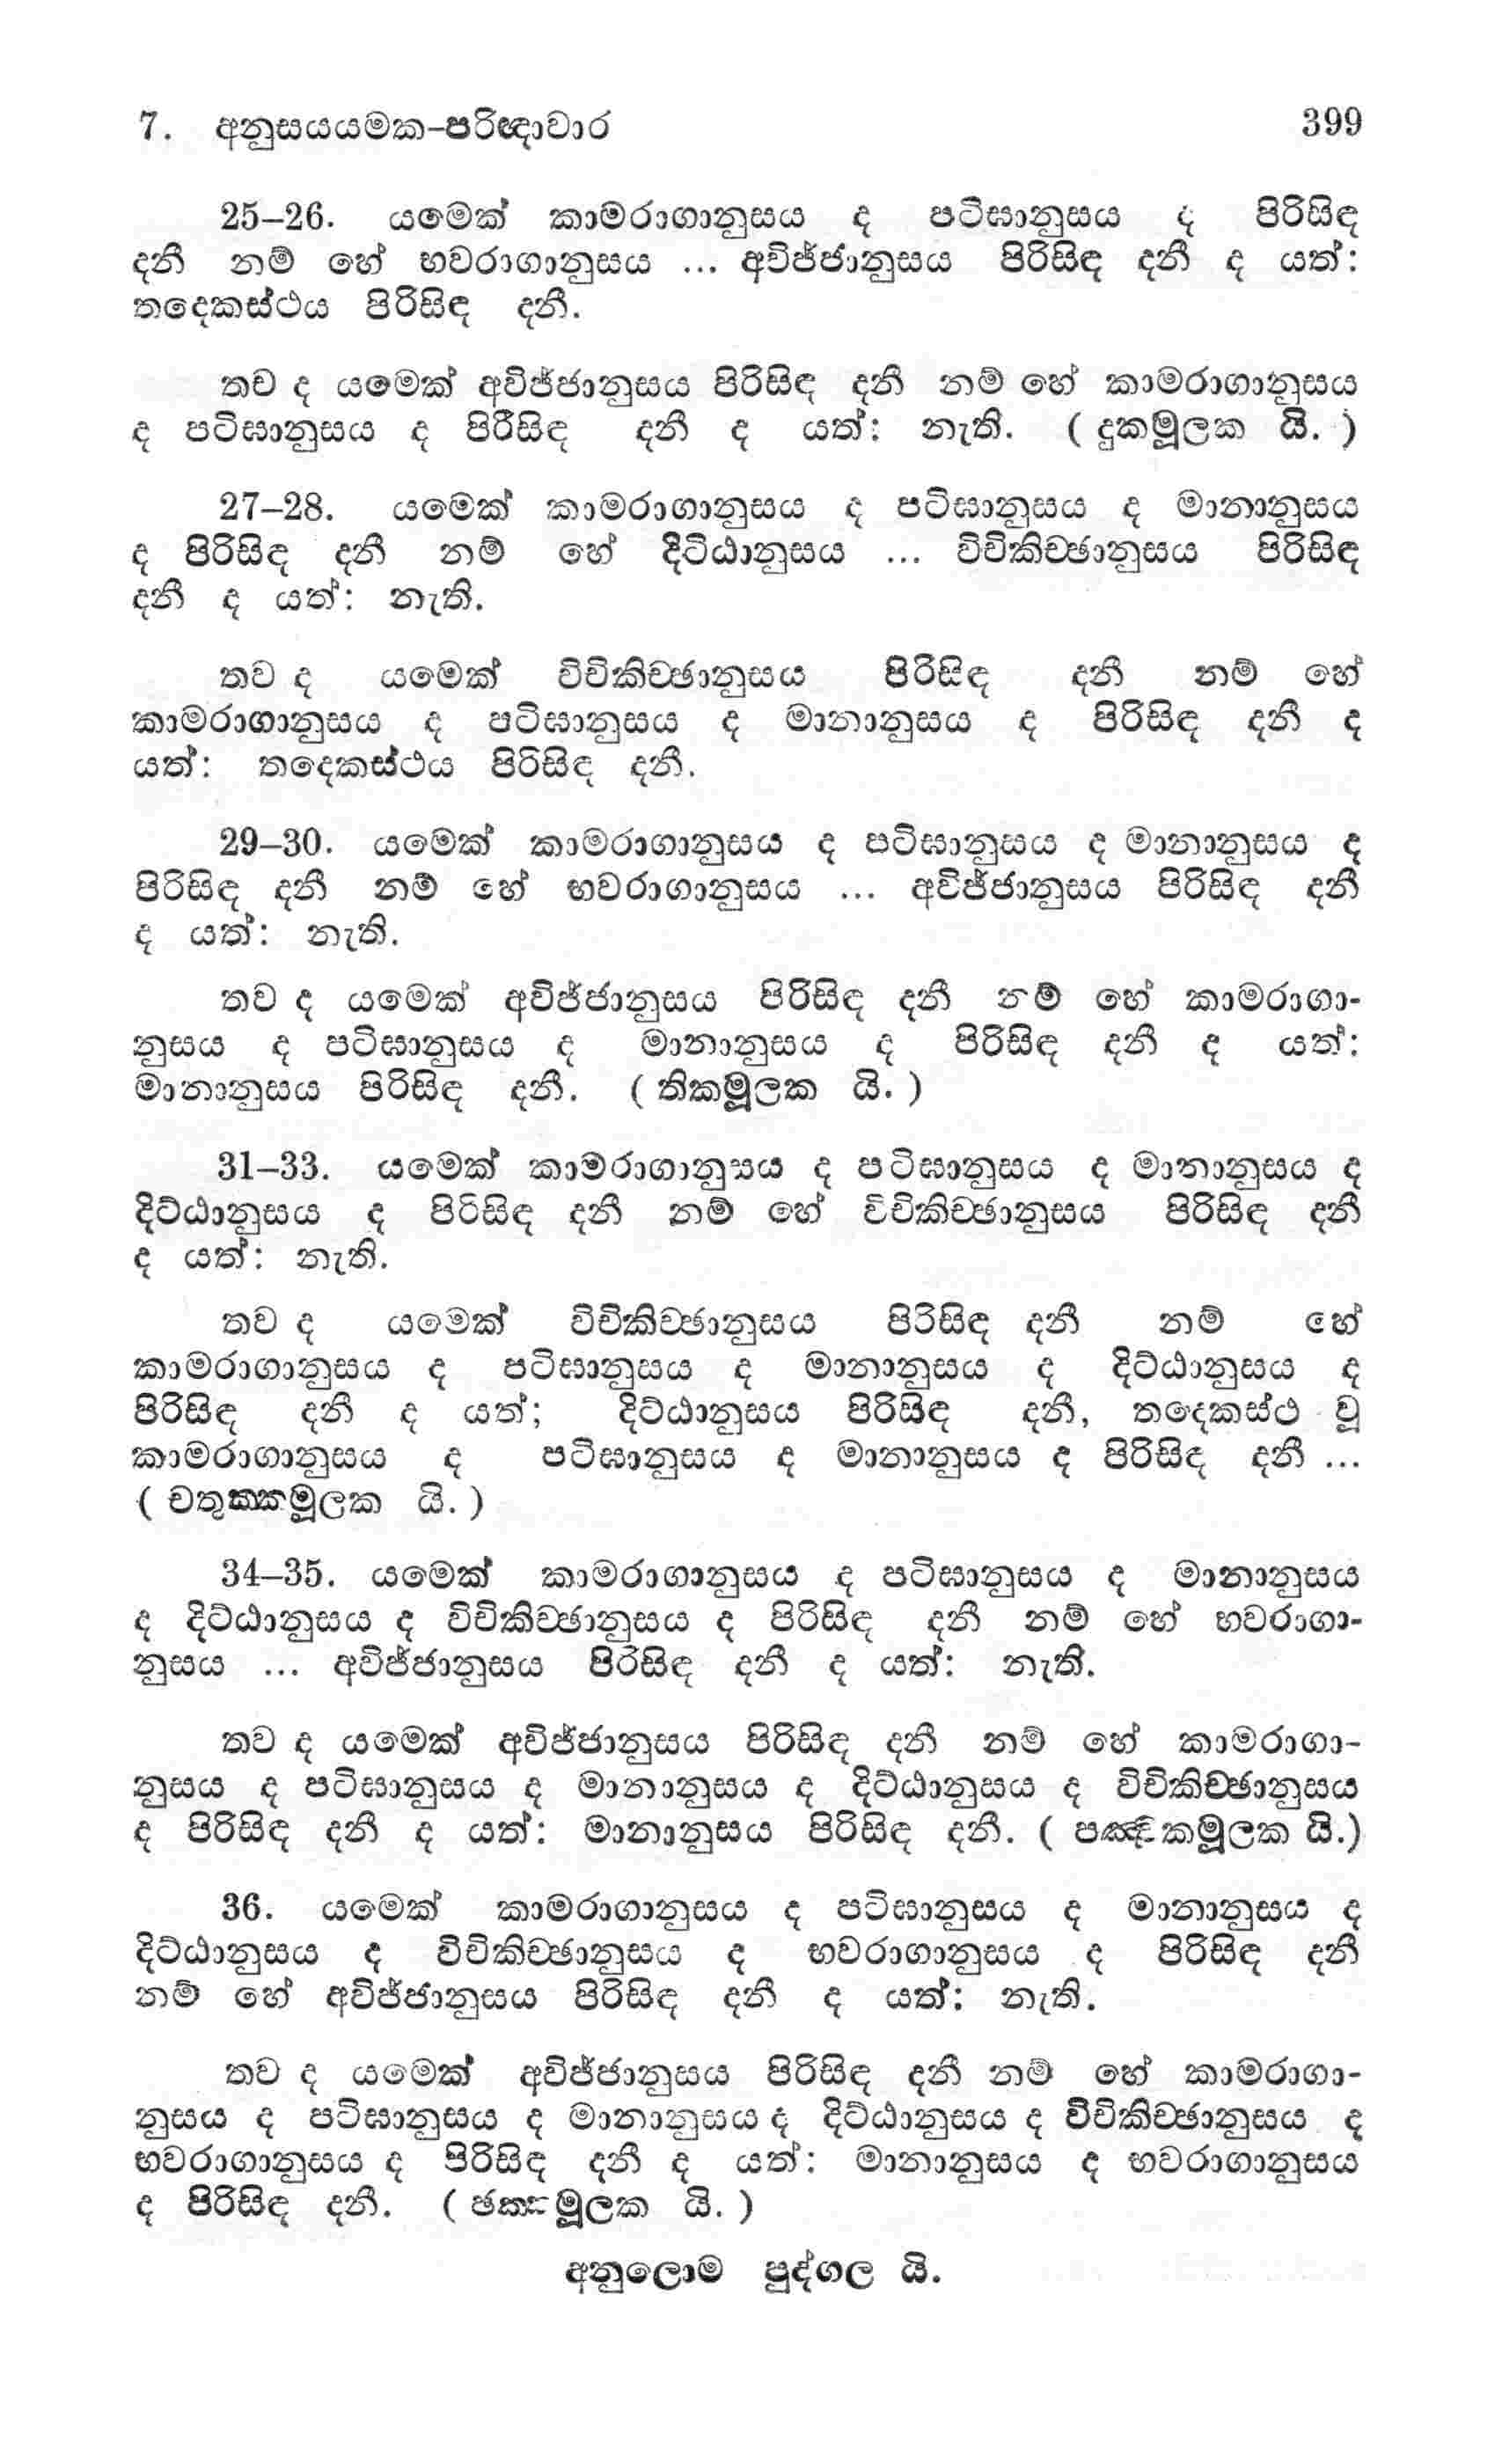 7. අනුසයයමක-පරිඥාවාර 399
25–26. යමෙක් කාමරාගානුසය ද පටිඝානුසය ද පිරිසිඳ
දනී නම් හේ භවරාගානුසය ... අවිජ්ජානුසය පිරිසිඳ දනී ද යත්:
තදෙකස්ථය පිරිසිඳ දනී.
තව ද යමෙක් අවිජ්ජානුසය පිරිසිඳ දනී නම් හේ කාමරාගානුසය
ද පටිඝානුසය ද පිරිසිඳ දනී ද යත්: නැති. ( දුකමූලක යි. )
27–28. යමෙක් කාමරාගානුසය ද පටිඝානුසය ද මානානුසය
ද පිරිසිඳ දනී නම් හේ දිට්ඨානුසය ... විචිකිච්ඡානුසය පිරිසිඳ
දනී ද යත්: නැති.
තව ද යමෙක් විචිකිච්ඡානුසය පිරිසිඳ දනී නම් හේ
කාමරාගානුසය ද පටිඝානුසය ද මානානුසය ද පිරිසිඳ දනී ද
යත්: තදෙකස්ථය පිරිසිඳ දනී.
29–30. යමෙක් කාමරාගානුසය ද පටිඝානුසය ද මානානුසය ද
පිරිසිඳ දනී නම් හේ භවරාගානුසය ... අවිජ්ජානුසය පිරිසිඳ දනී
ද යත්: නැති.
තව ද යමෙක් අවිජ්ජානුසය පිරිසිඳ දනී නම් හේ කාමරාගා-
නුසය ද පටිඝානුසය ද මානානුසය ද පිරිසිඳ දනී ද යත්:
මානානුසය පිරිසිඳ දනී. ( තිකමූලක යි. )
31–33. යමෙක් කාමරාගානුසය ද පටිඝානුසය ද මානානුසය ද
දිට්ඨානුසය ද පිරිසිඳ දනී නම් හේ විචිකිච්ඡානුසය පිරිසිඳ දනී
ද යත්: නැති.
තව ද යමෙක් විචිකිච්ඡානුසය පිරිසිඳ දනී නම් හේ
කාමරාගානුසය ද පටිඝානුසය ද මානානුසය ද දිට්ඨානුසය ද
පිරිසිඳ දනී ද යත්; දිට්ඨානුසය පිරිසිඳ දනී, තදෙකස්ථ වූ
කාමරාගානුසය ද පටිඝානුසය ද මානානුසය ද පිරිසිඳ දනී ...
( චතුක්කමූලක යි. )
34–35. යමෙක් කාමරාගානුසය ද පටිඝානුසය ද මානානුසය
ද දිට්ඨානුසය ද විචිකිච්ඡානුසය ද පිරිසිඳ දනී නම් හේ භවරාගා-
නුසය ... අවිජ්ජානුසය පිරිසිඳ දනී ද යත්: නැති.
තව ද යමෙක් අවිජ්ජානුසය පිරිසිඳ දනී නම් හේ කාමරාගා-
නුසය ද පටිඝානුසය ද මානානුසය ද දිට්ඨානුසය ද විචිකිච්ඡානුසය
ද පිරිසිඳ දනී ද යත්: මානානුසය පිරිසිඳ දනී. ( පඤ්චකමූලක යි.)
36. යමෙක් කාමරාගානුසය ද පටිඝානුසය ද මානානුසය ද
දිට්ඨානුසය ද විචිකිච්ඡානුසය ද භවරාගානුසය ද පිරිසිඳ දනී
නම් හේ අවිජ්ජානුසය පිරිසිඳ දනී ද යත්: නැති.
තව ද යමෙක් අවිජ්ජානුසය පිරිසිඳ දනී නම් හේ කාමරාගා-
නුසය ද පටිඝානුසය ද මානානුසය ද දිට්ඨානුසය ද විචිකිච්ඡානුසය ද
භවරාගානුසය ද පිරිසිඳ දනී ද යත්: මානානුසය ද භවරාගානුසය
ද පිරිසිඳ දනී. ( ඡක්කමූලක යි. )
අනුලොම පුද්ගල යි.